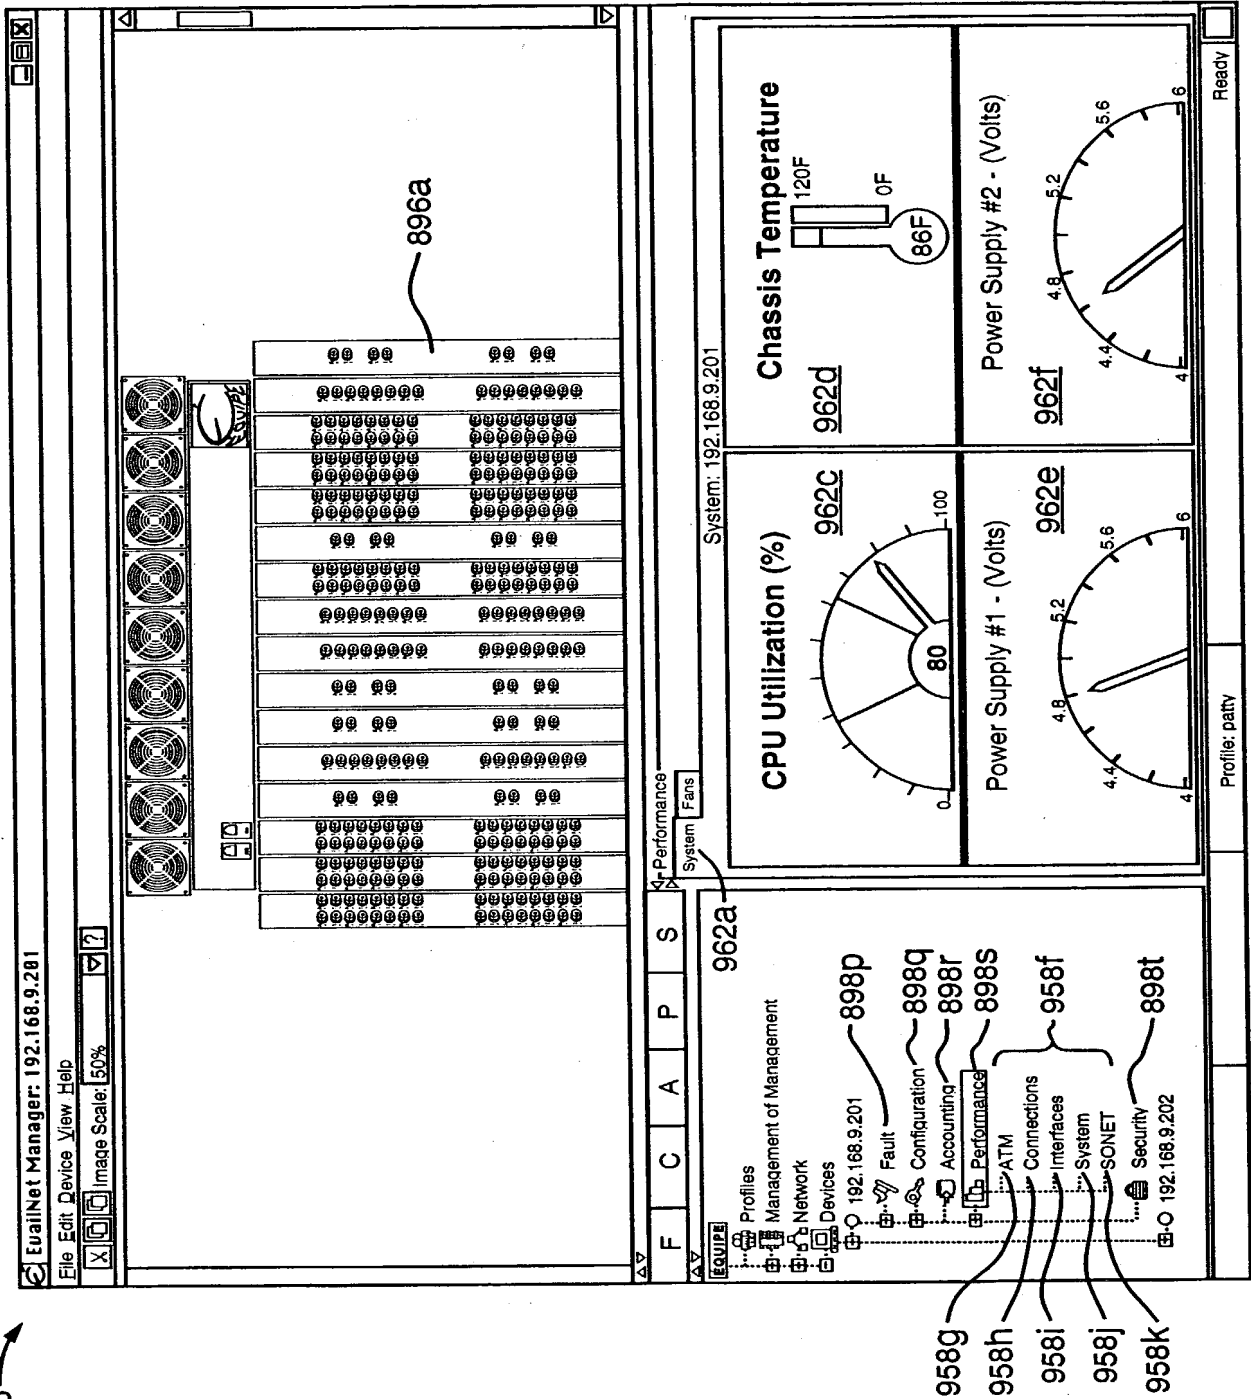 EuailNet Manager: 192.168.9.201
File Edit Device View Help
Image Scale: 50%
?
896a
F C A P S
EQUIPE
Profiles
Management of Management
Network
Devices
192.168.9.201
Fault
Configuration
Accounting
Performance
ATM
Connections
Interfaces
System
SONET
Security
192.168.9.202
898p
898q
898r
898s
958f
898t
958g
958h
958i
958j
958k
962a
Performance
System Fans
System: 192.168.9.201
CPU Utilization (%)
962c
0 100
80
Chassis Temperature
962d
120F
0F
86F
Power Supply #1 - (Volts)
962e
4 4.4 4.8 5.2 5.6 6
Power Supply #2 - (Volts)
962f
4 4.4 4.8 5.2 5.6 6
Profile: patty
Ready